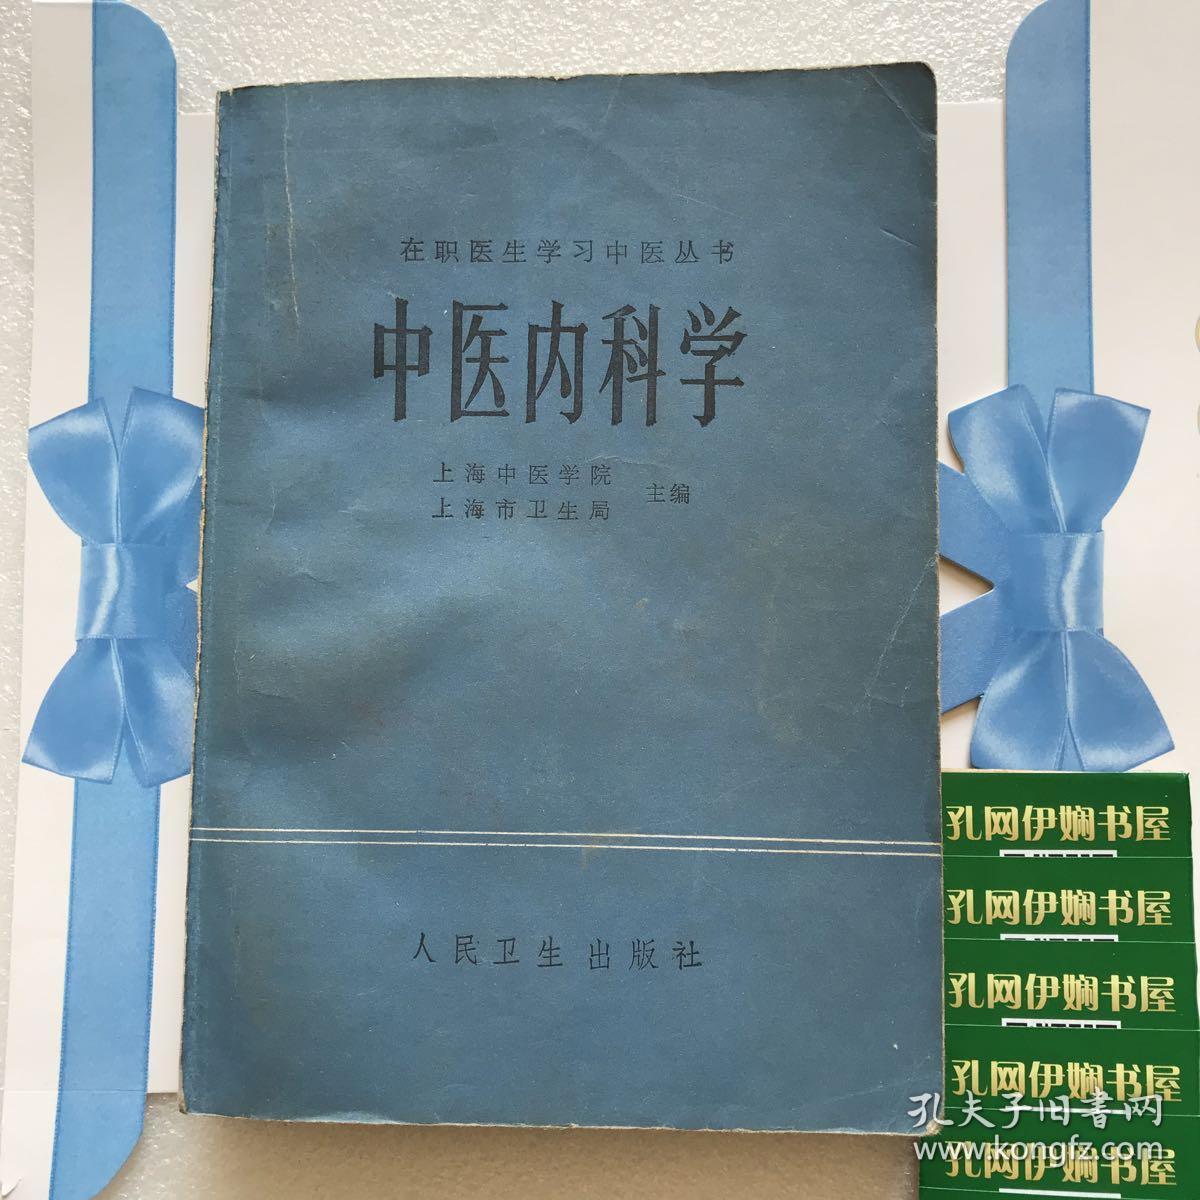 在职医生学习中医丛书
中医内科学
上海中医学院
上海市卫生局
主编
人民卫生出版社
孔网伊娴书屋
孔网伊娴书屋
孔网伊娴书屋
孔网伊娴书屋
孔网伊娴书屋
孔夫子旧书网
www.kongfz.com